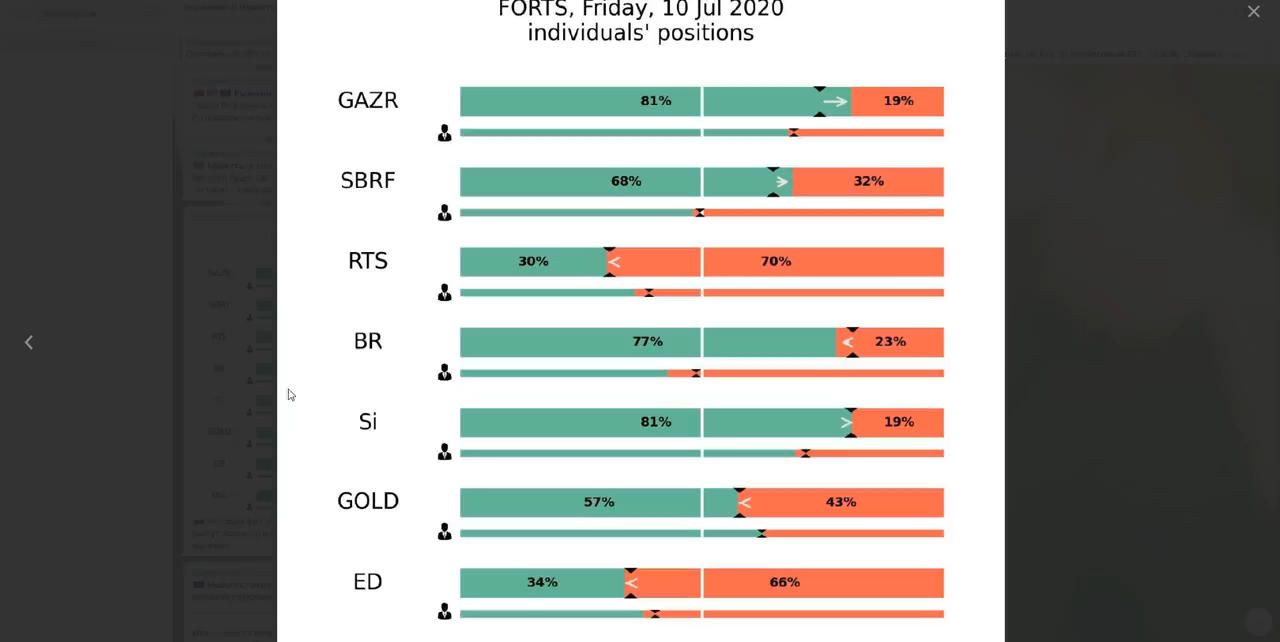 FORTS, Friday, 10 Jul 2020
individuals' positions
GAZR 81% 19%
SBRF 68% 32%
RTS 30% 70%
BR 77% 23%
Si 81% 19%
GOLD 57% 43%
ED 34% 66%